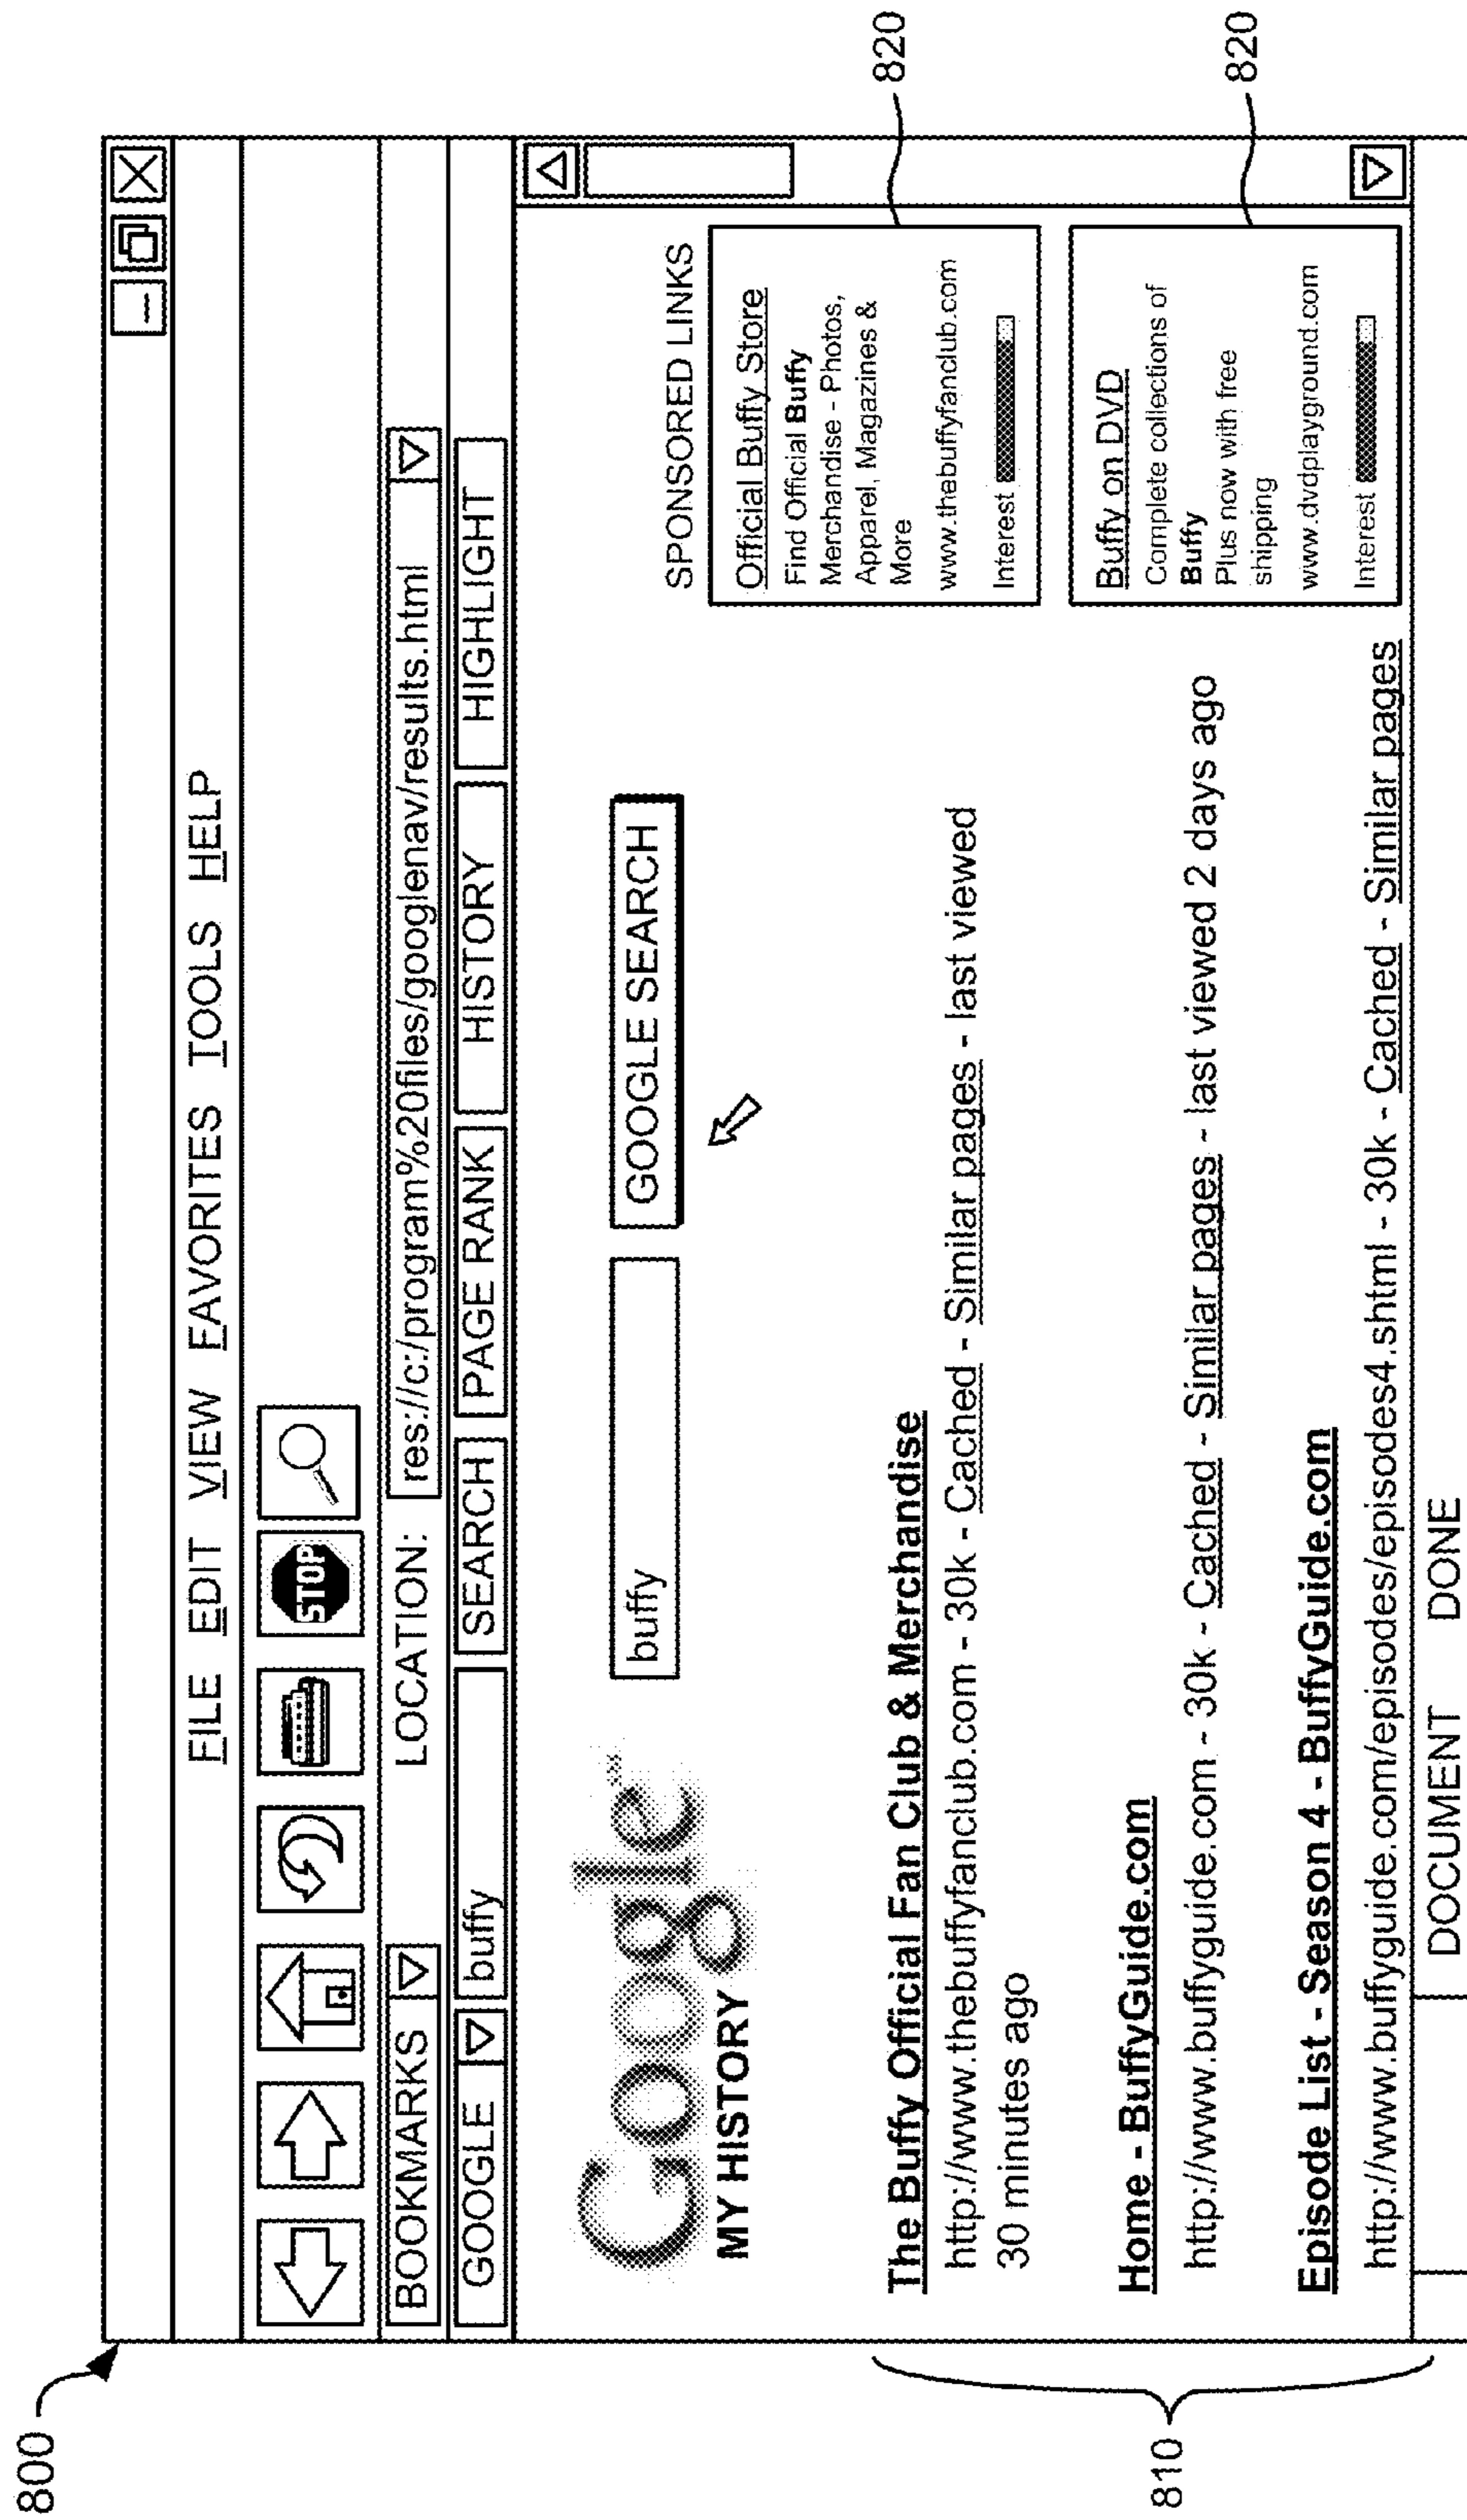 800
FILE EDIT VIEW FAVORITES TOOLS HELP
STOP
BOOKMARKS LOCATION: res://c:/program%20files/googlenav/results.html
GOOGLE buffy SEARCH PAGE RANK HISTORY HIGHLIGHT
Google
MY HISTORY
buffy GOOGLE SEARCH
SPONSORED LINKS
810
The Buffy Official Fan Club & Merchandise
http://www.thebuffyfanclub.com - 30k - Cached - Similar pages - last viewed
30 minutes ago
Home - BuffyGuide.com
http://www.buffyguide.com - 30k - Cached - Similar pages - last viewed 2 days ago
Episode List - Season 4 - BuffyGuide.com
http://www.buffyguide.com/episodes/episodes4.shtml - 30k - Cached - Similar pages
Official Buffy Store
Find Official Buffy
Merchandise - Photos,
Apparel, Magazines &
More
www.thebuffyfanclub.com
Interest
820
Buffy on DVD
Complete collections of
Buffy
Plus now with free
shipping
www.dvdplayground.com
Interest
820
DOCUMENT DONE